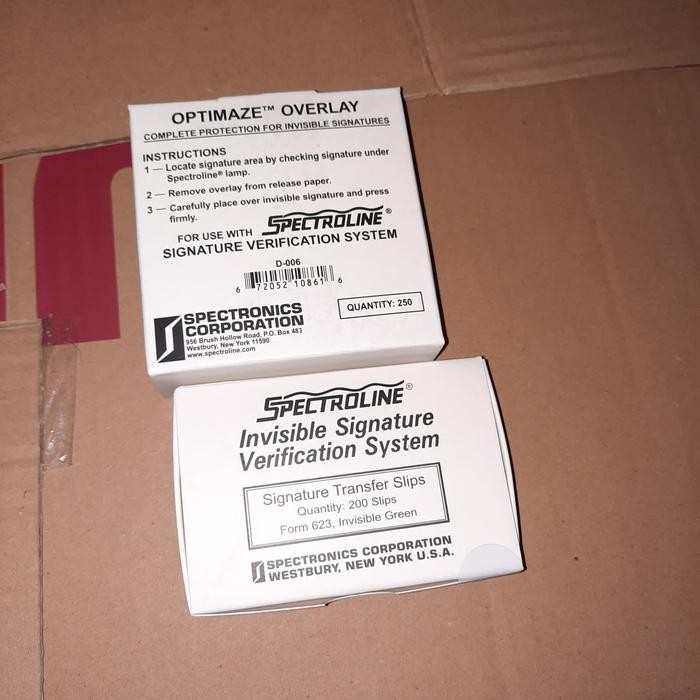 OPTIMAZE™ OVERLAY
COMPLETE PROTECTION FOR INVISIBLE SIGNATURES
INSTRUCTIONS
1 — Locate signature area by checking signature under
Spectroline® lamp.
2 — Remove overlay from release paper.
3 — Carefully place over invisible signature and press
firmly.
FOR USE WITH SPECTROLINE®
SIGNATURE VERIFICATION SYSTEM
D-006
6 72052 10861 6
QUANTITY: 250
SPECTRONICS
CORPORATION
956 Brush Hollow Road, P.O. Box 483
Westbury, New York 11590
www.spectroline.com
SPECTROLINE®
Invisible Signature
Verification System
Signature Transfer Slips
Quantity: 200 Slips
Form 623, Invisible Green
SPECTRONICS CORPORATION
WESTBURY, NEW YORK U.S.A.